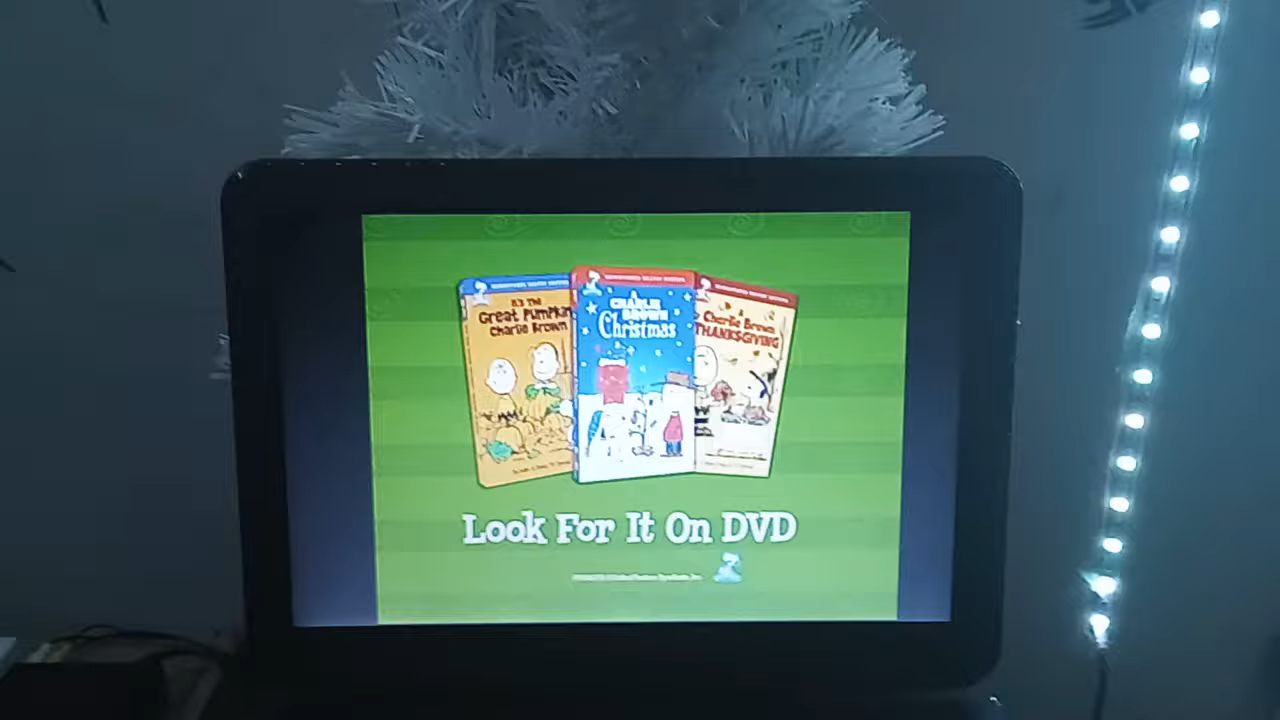 It's The
Great Pumpkin
Charlie Brown
A
CHARLIE
BROWN
Christmas
A
Charlie Brown
THANKSGIVING
Look For It On DVD